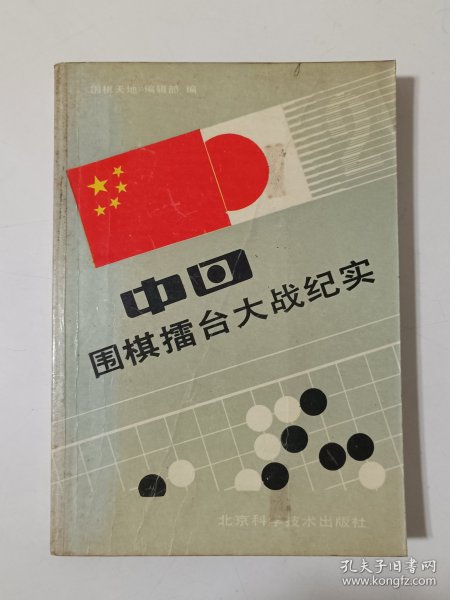 《围棋天地》编辑部 编
中日
围棋擂台大战纪实
北京科学技术出版社
孔夫子旧书网
www.kongfz.com